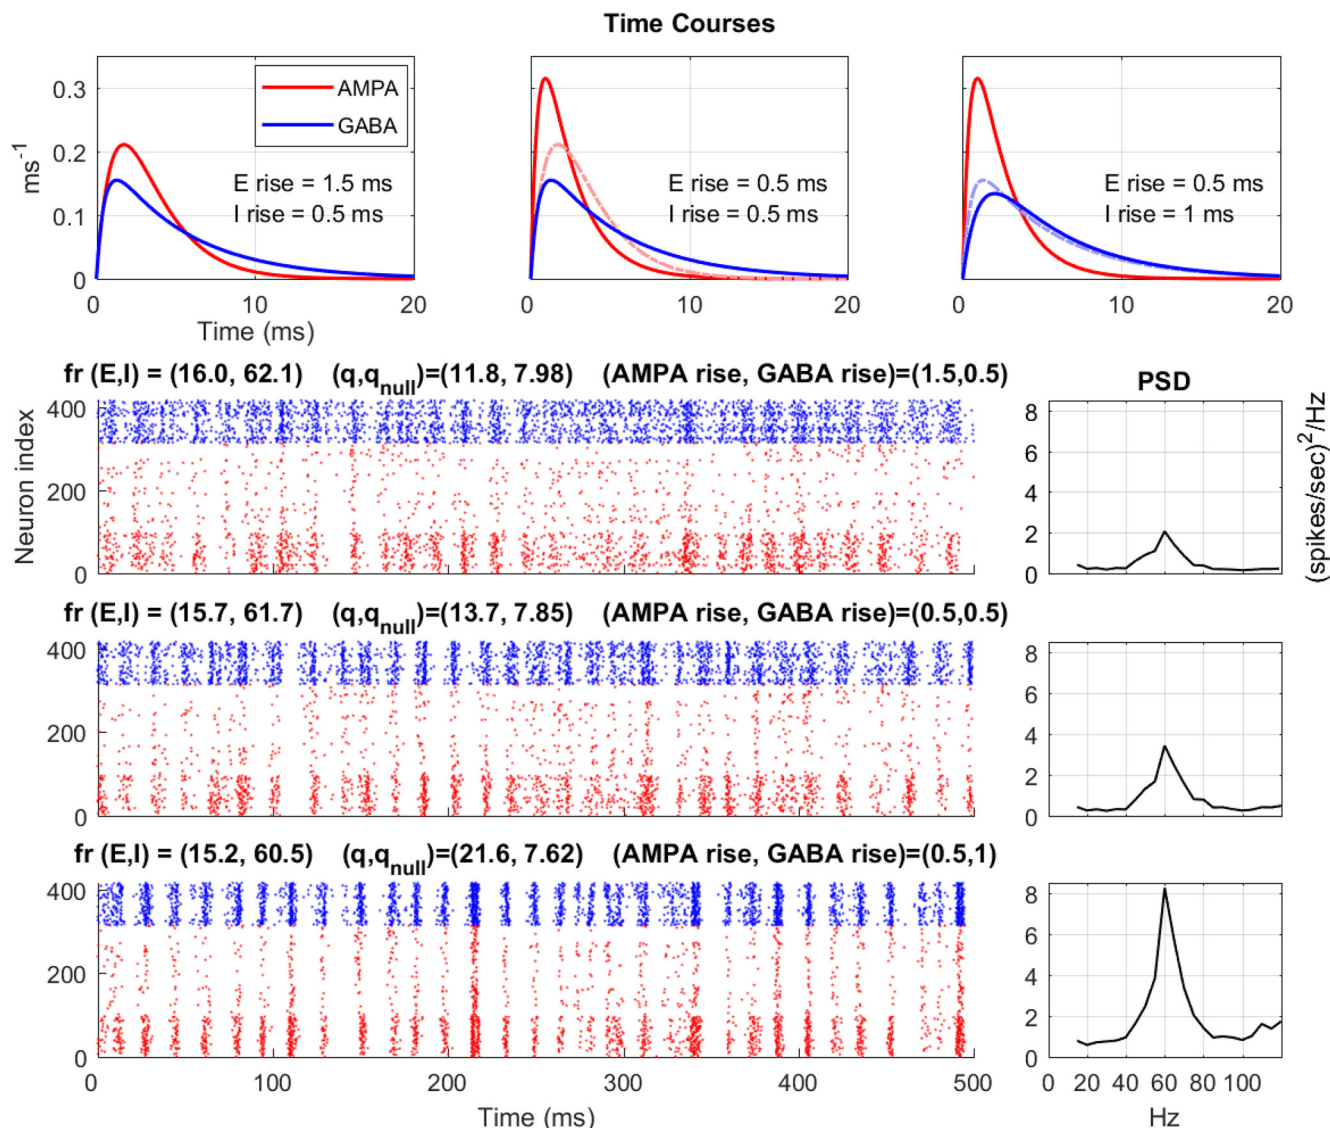 Time Courses
ms-1
0.3
0.2
0.1
0
AMPA
GABA
E rise = 1.5 ms
I rise = 0.5 ms
0 10 20
Time (ms)
E rise = 0.5 ms
I rise = 0.5 ms
0 10 20
E rise = 0.5 ms
I rise = 1 ms
0 10 20
fr (E,I) = (16.0, 62.1) (q,qnull)=(11.8, 7.98) (AMPA rise, GABA rise)=(1.5,0.5)
PSD
Neuron index
400
200
0
8
6
4
2
0
(spikes/sec)2/Hz
fr (E,I) = (15.7, 61.7) (q,qnull)=(13.7, 7.85) (AMPA rise, GABA rise)=(0.5,0.5)
400
200
0
8
6
4
2
0
fr (E,I) = (15.2, 60.5) (q,qnull)=(21.6, 7.62) (AMPA rise, GABA rise)=(0.5,1)
400
200
0
0 100 200 300 400 500
Time (ms)
8
6
4
2
0
0 20 40 60 80 100
Hz